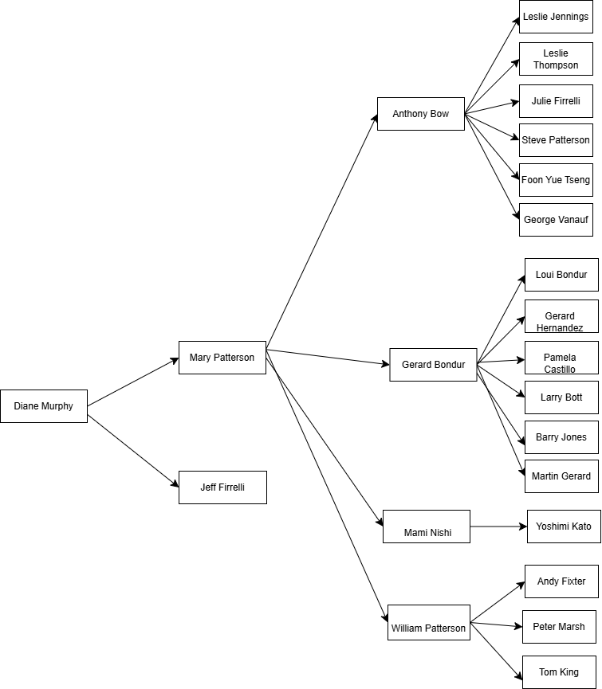 Leslie Jennings
Leslie
Thompson
Anthony Bow
Julie Firrelli
Steve Patterson
Foon Yue Tseng
George Vanauf
Loui Bondur
Gerard
Hernandez
Mary Patterson
Gerard Bondur
Pamela
Castillo
Larry Bott
Diane Murphy
Barry Jones
Martin Gerard
Jeff Firrelli
Mami Nishi
Yoshimi Kato
Andy Fixter
William Patterson
Peter Marsh
Tom King